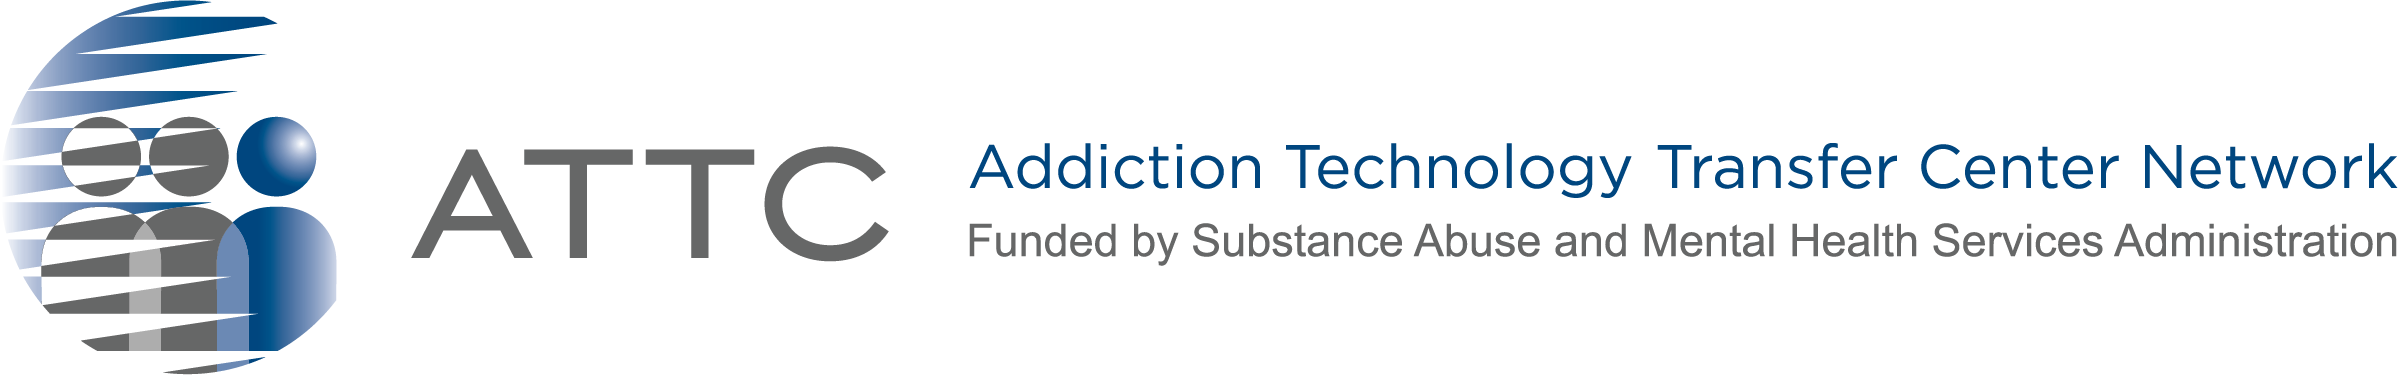 ATTC
Addiction Technology Transfer Center Network
Funded by Substance Abuse and Mental Health Services Administration